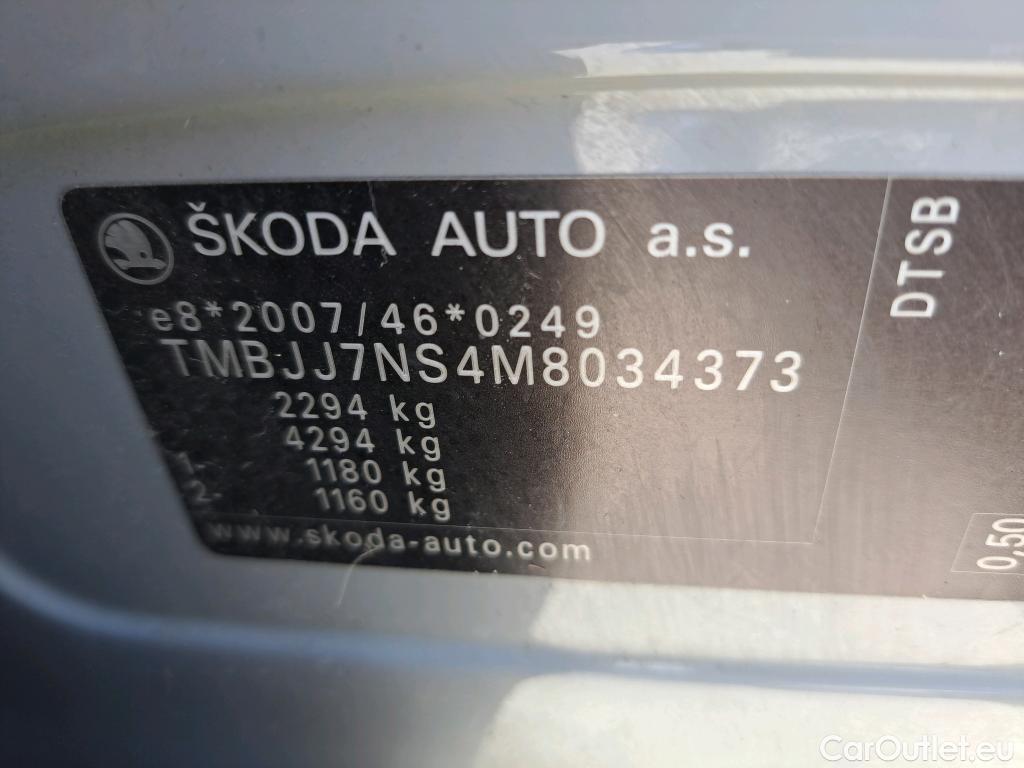 ŠKODA AUTO a.s.
e8*2007/46*0249
TMBJJ7NS4M8034373
2294 kg
4294 kg
1- 1180 kg
2- 1160 kg
www.skoda-auto.com
DTSB
0,50
CarOutlet.eu